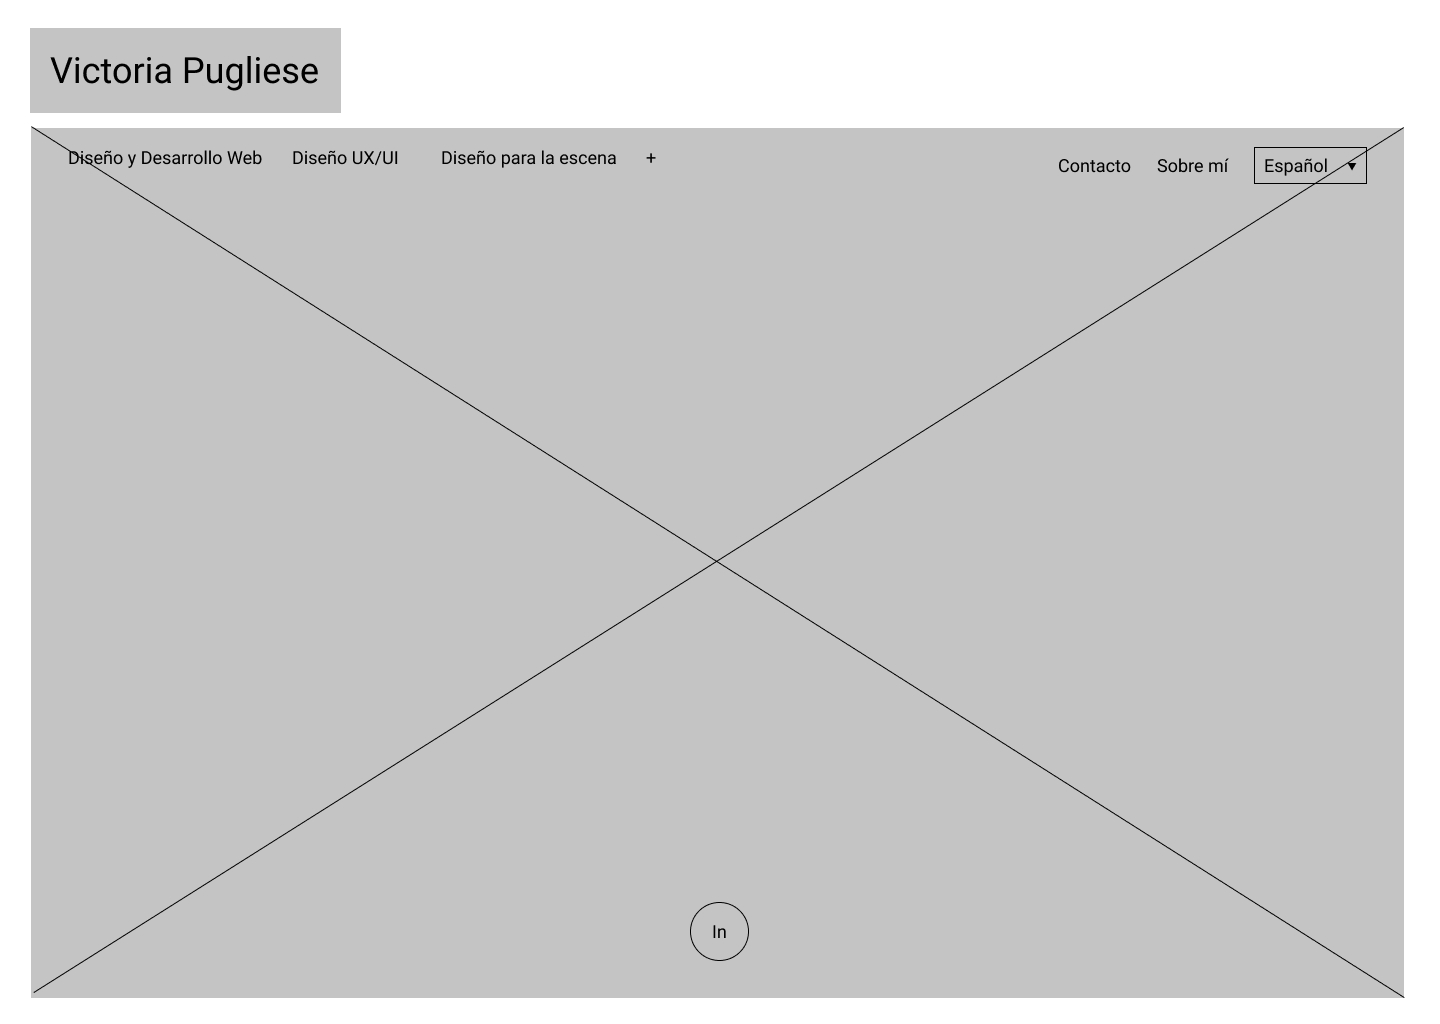 Victoria Pugliese
Diseño y Desarrollo Web Diseño UX/UI Diseño para la escena +
Contacto Sobre mí Español ▼
In